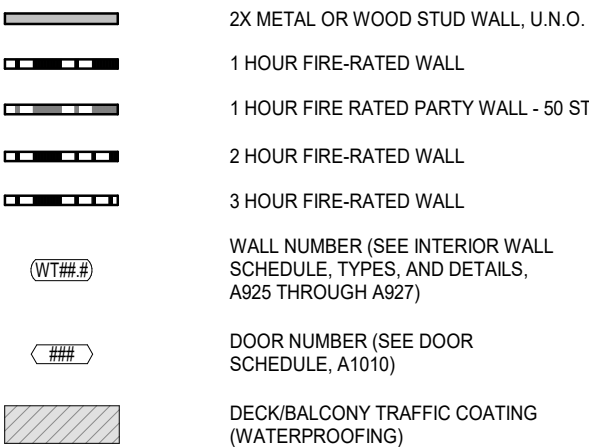 2X METAL OR WOOD STUD WALL, U.N.O.
1 HOUR FIRE-RATED WALL
1 HOUR FIRE RATED PARTY WALL - 50 ST
2 HOUR FIRE-RATED WALL
3 HOUR FIRE-RATED WALL
WT##.#
WALL NUMBER (SEE INTERIOR WALL
SCHEDULE, TYPES, AND DETAILS,
A925 THROUGH A927)
###
DOOR NUMBER (SEE DOOR
SCHEDULE, A1010)
DECK/BALCONY TRAFFIC COATING
(WATERPROOFING)